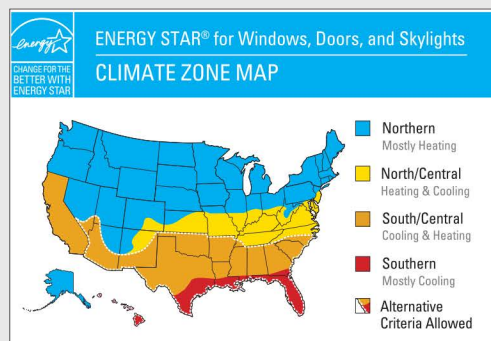 energy
CHANGE FOR THE
BETTER WITH
ENERGY STAR
ENERGY STAR® for Windows, Doors, and Skylights
CLIMATE ZONE MAP
Northern
Mostly Heating
North/Central
Heating & Cooling
South/Central
Cooling & Heating
Southern
Mostly Cooling
Alternative
Criteria Allowed